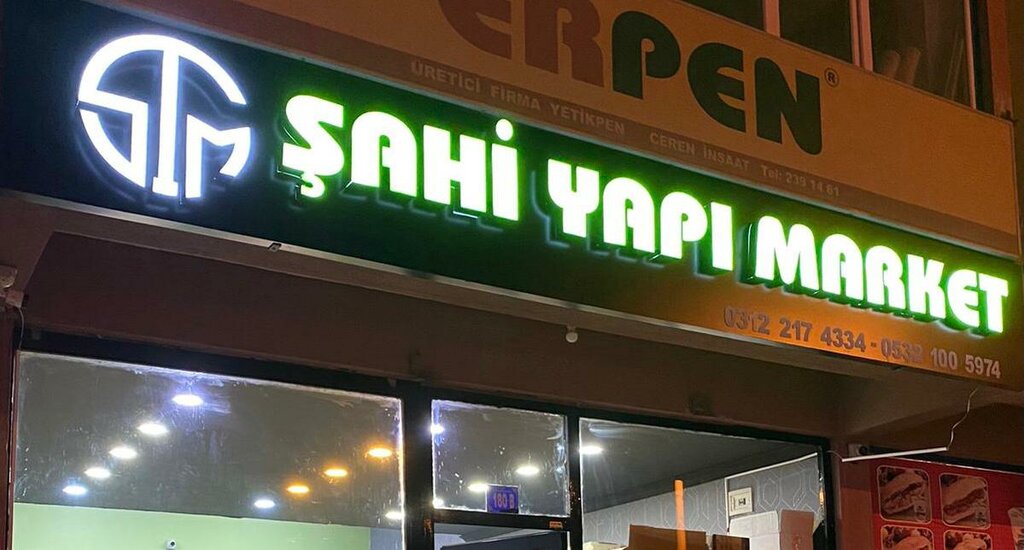 ERPEN®
ÜRETİCİ FİRMA YETİKPEN CEREN İNŞAAT Tel: 239 14 61
ŞAHİ YAPI MARKET
0312 217 4334 - 0532 100 5974
180 B